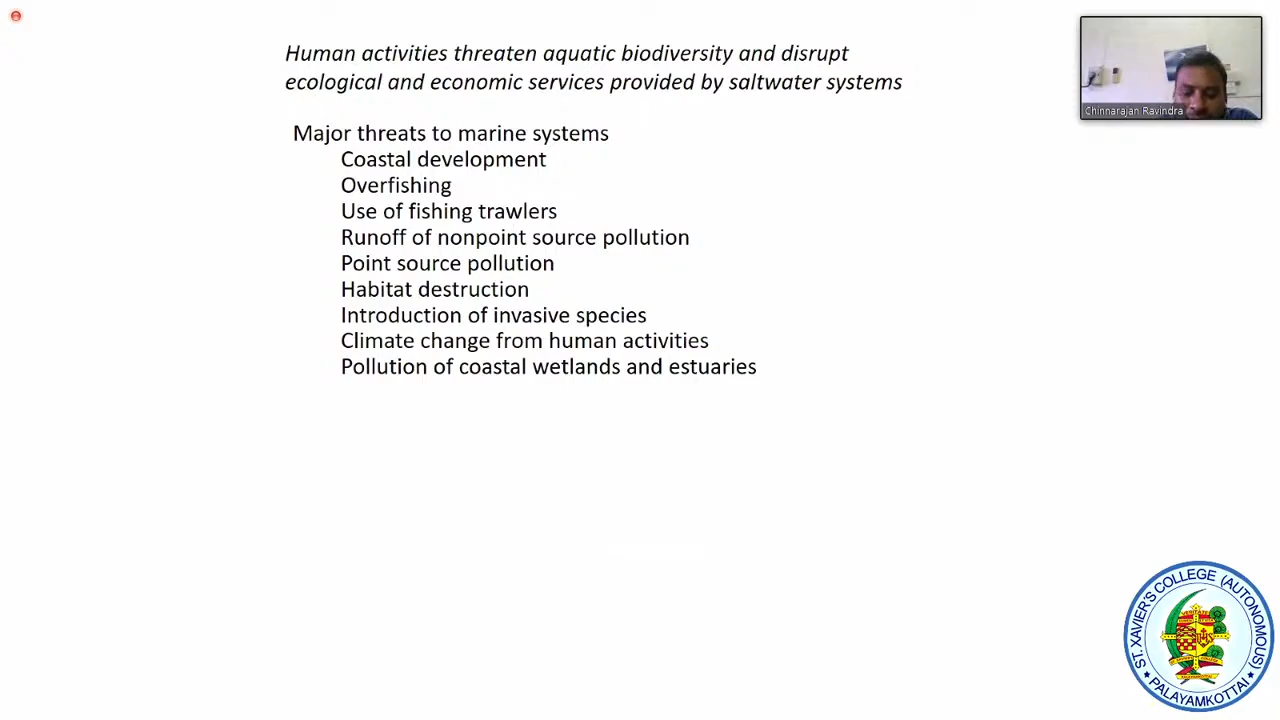 Human activities threaten aquatic biodiversity and disrupt
ecological and economic services provided by saltwater systems
Chinnarajan Ravindra
Major threats to marine systems
Coastal development
Overfishing
Use of fishing trawlers
Runoff of nonpoint source pollution
Point source pollution
Habitat destruction
Introduction of invasive species
Climate change from human activities
Pollution of coastal wetlands and estuaries
ST. XAVIER'S COLLEGE (AUTONOMOUS)
PALAYAMKOTTAI